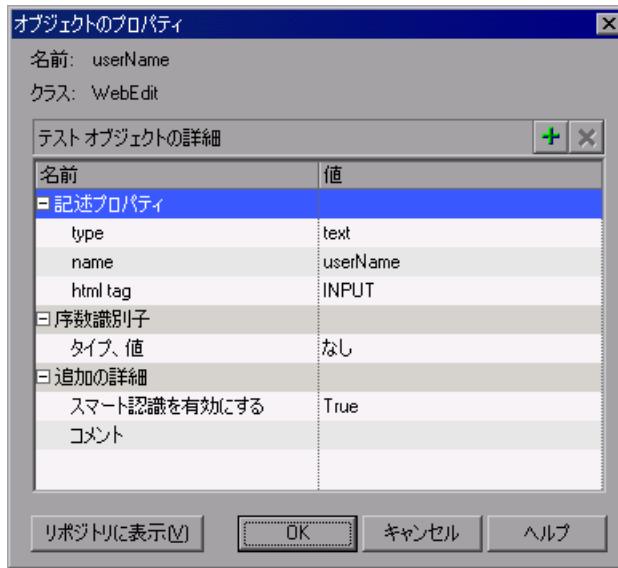 オブジェクトのプロパティ
名前: userName
クラス: WebEdit
テスト オブジェクトの詳細
名前 値
記述プロパティ
type text
name userName
html tag INPUT
序数識別子
タイプ、値 なし
追加の詳細
スマート認識を有効にする True
コメント
リポジトリに表示(V) OK キャンセル ヘルプ